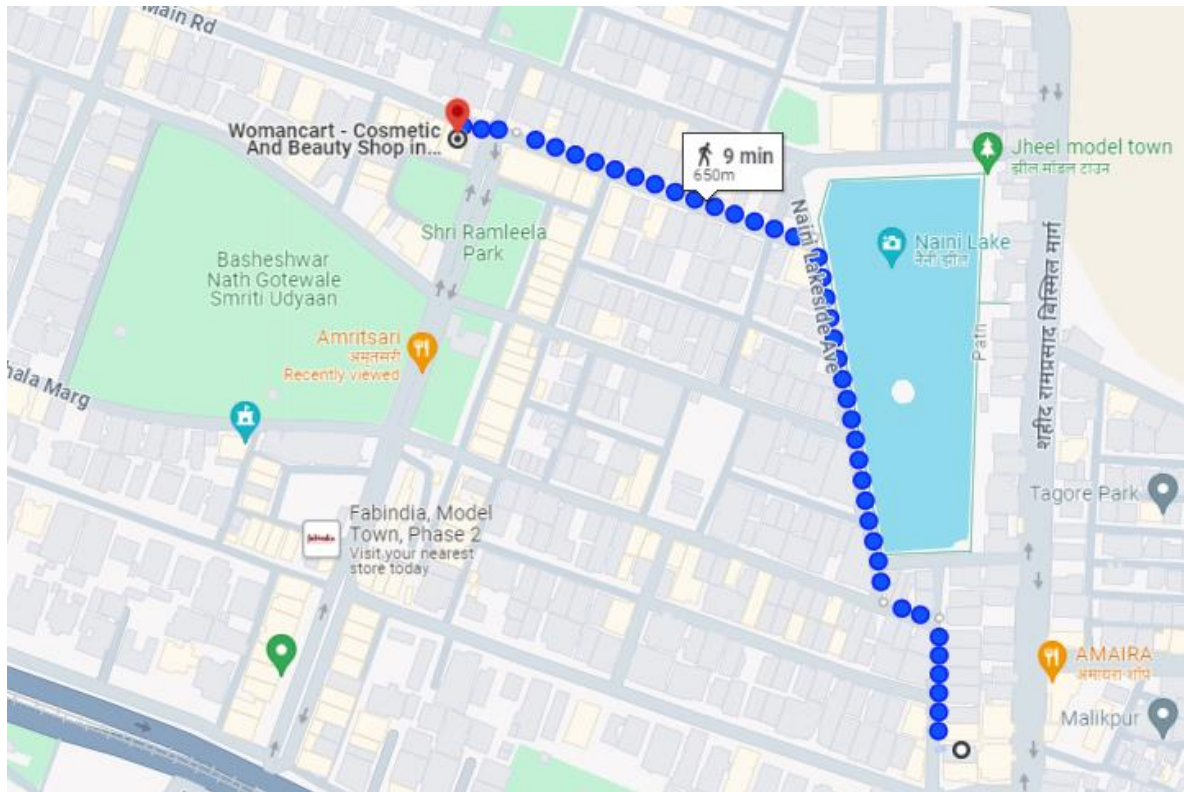 Main Rd
Womancart - Cosmetic
And Beauty Shop in...
9 min
650m
Jheel model town
झील मॉडल टाउन
Naini Lake
नैनी झील
Naini Lakeside Ave
Shri Ramleela
Park
Basheshwar
Nath Gotewale
Smriti Udyaan
Amritsari
अमृतसरी
Recently viewed
hala Marg
Path
शहीद रामप्रसाद बिस्मिल मार्ग
Tagore Park
Fabindia, Model
Town, Phase 2
Visit your nearest
store today
fabindia
AMAIRA
Malikpur